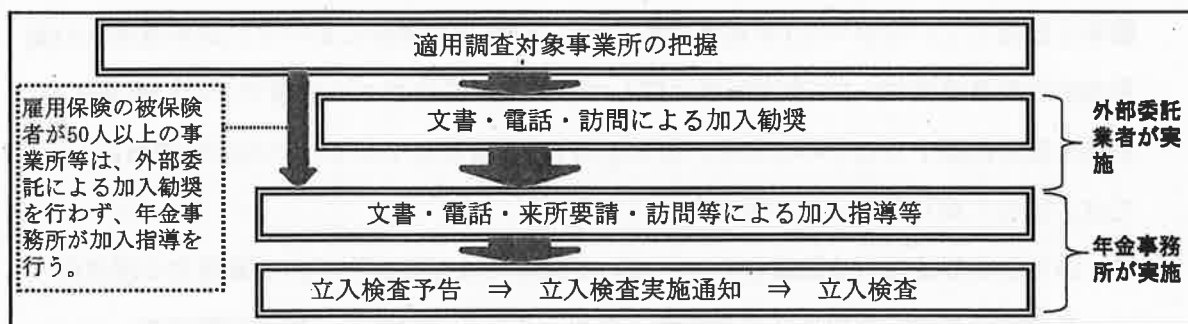 適用調査対象事業所の把握
雇用保険の被保険
者が50人以上の事
業所等は、外部委
託による加入勧奨
を行わず、年金事
務所が加入指導を
行う。
文書・電話・訪問による加入勧奨
外部委託
業者が実
施
文書・電話・来所要請・訪問等による加入指導等
立入検査予告 ⇒ 立入検査実施通知 ⇒ 立入検査
年金事務
所が実施